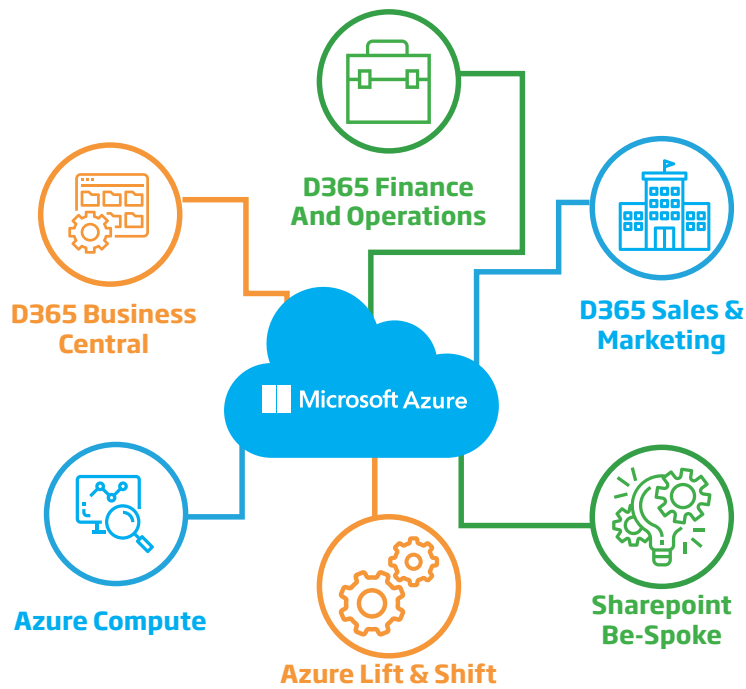 D365 Finance
And Operations
D365 Business
Central
D365 Sales &
Marketing
Microsoft Azure
Azure Compute
Sharepoint
Be-Spoke
Azure Lift & Shift